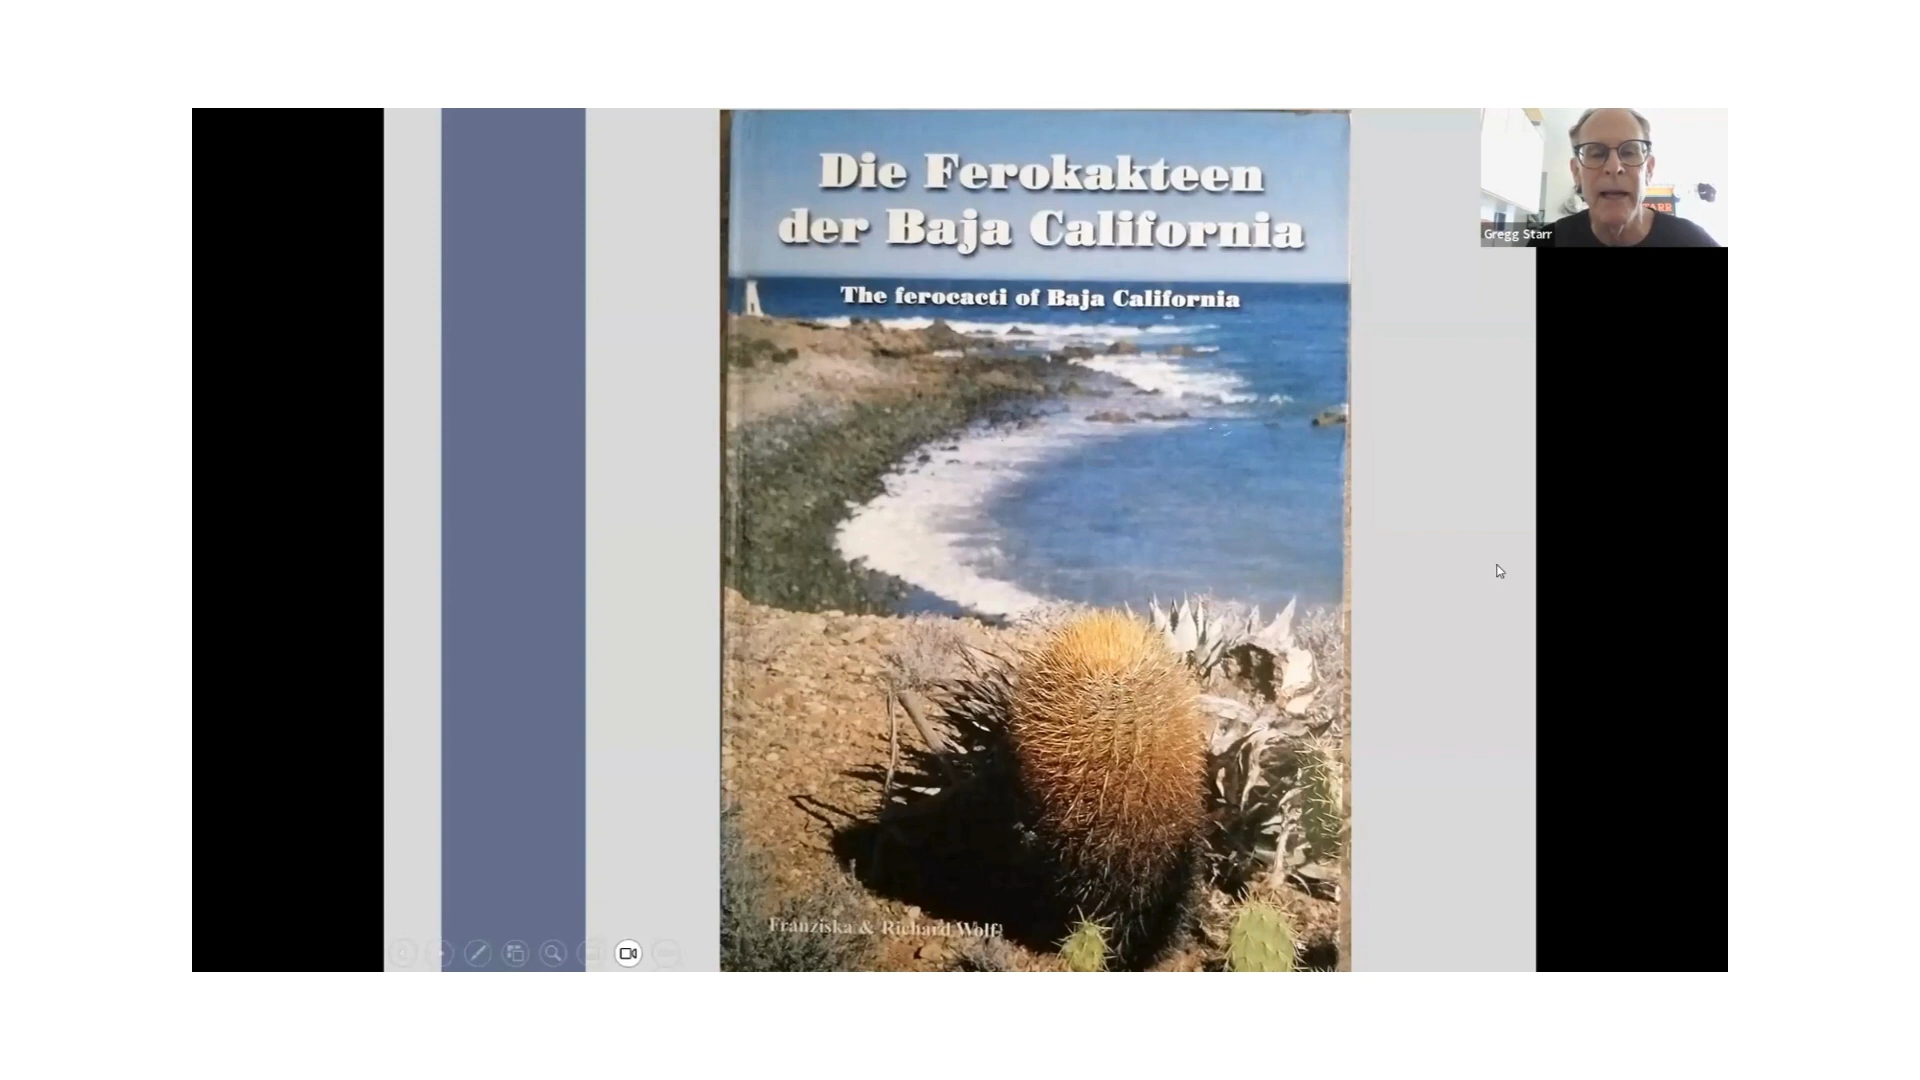 Die Ferokakteen
der Baja California
The ferocacti of Baja California
Franziska & Richard Wolf
Gregg Starr